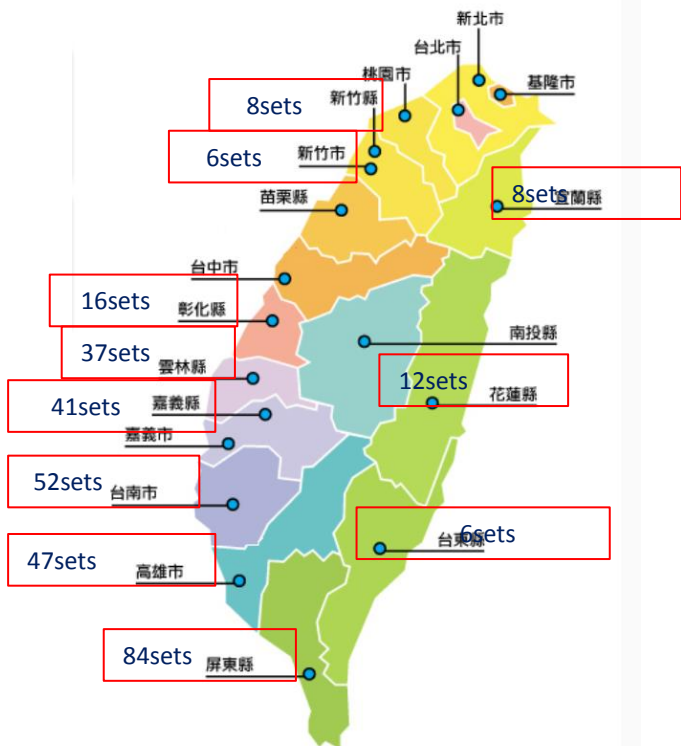 新北市
台北市
基隆市
桃園市
8sets
新竹縣
6sets
新竹市
苗栗縣
8sets
宜蘭縣
台中市
16sets
彰化縣
南投縣
37sets
雲林縣
12sets
花蓮縣
41sets
嘉義縣
嘉義市
52sets
台南市
6sets
台東縣
47sets
高雄市
84sets
屏東縣